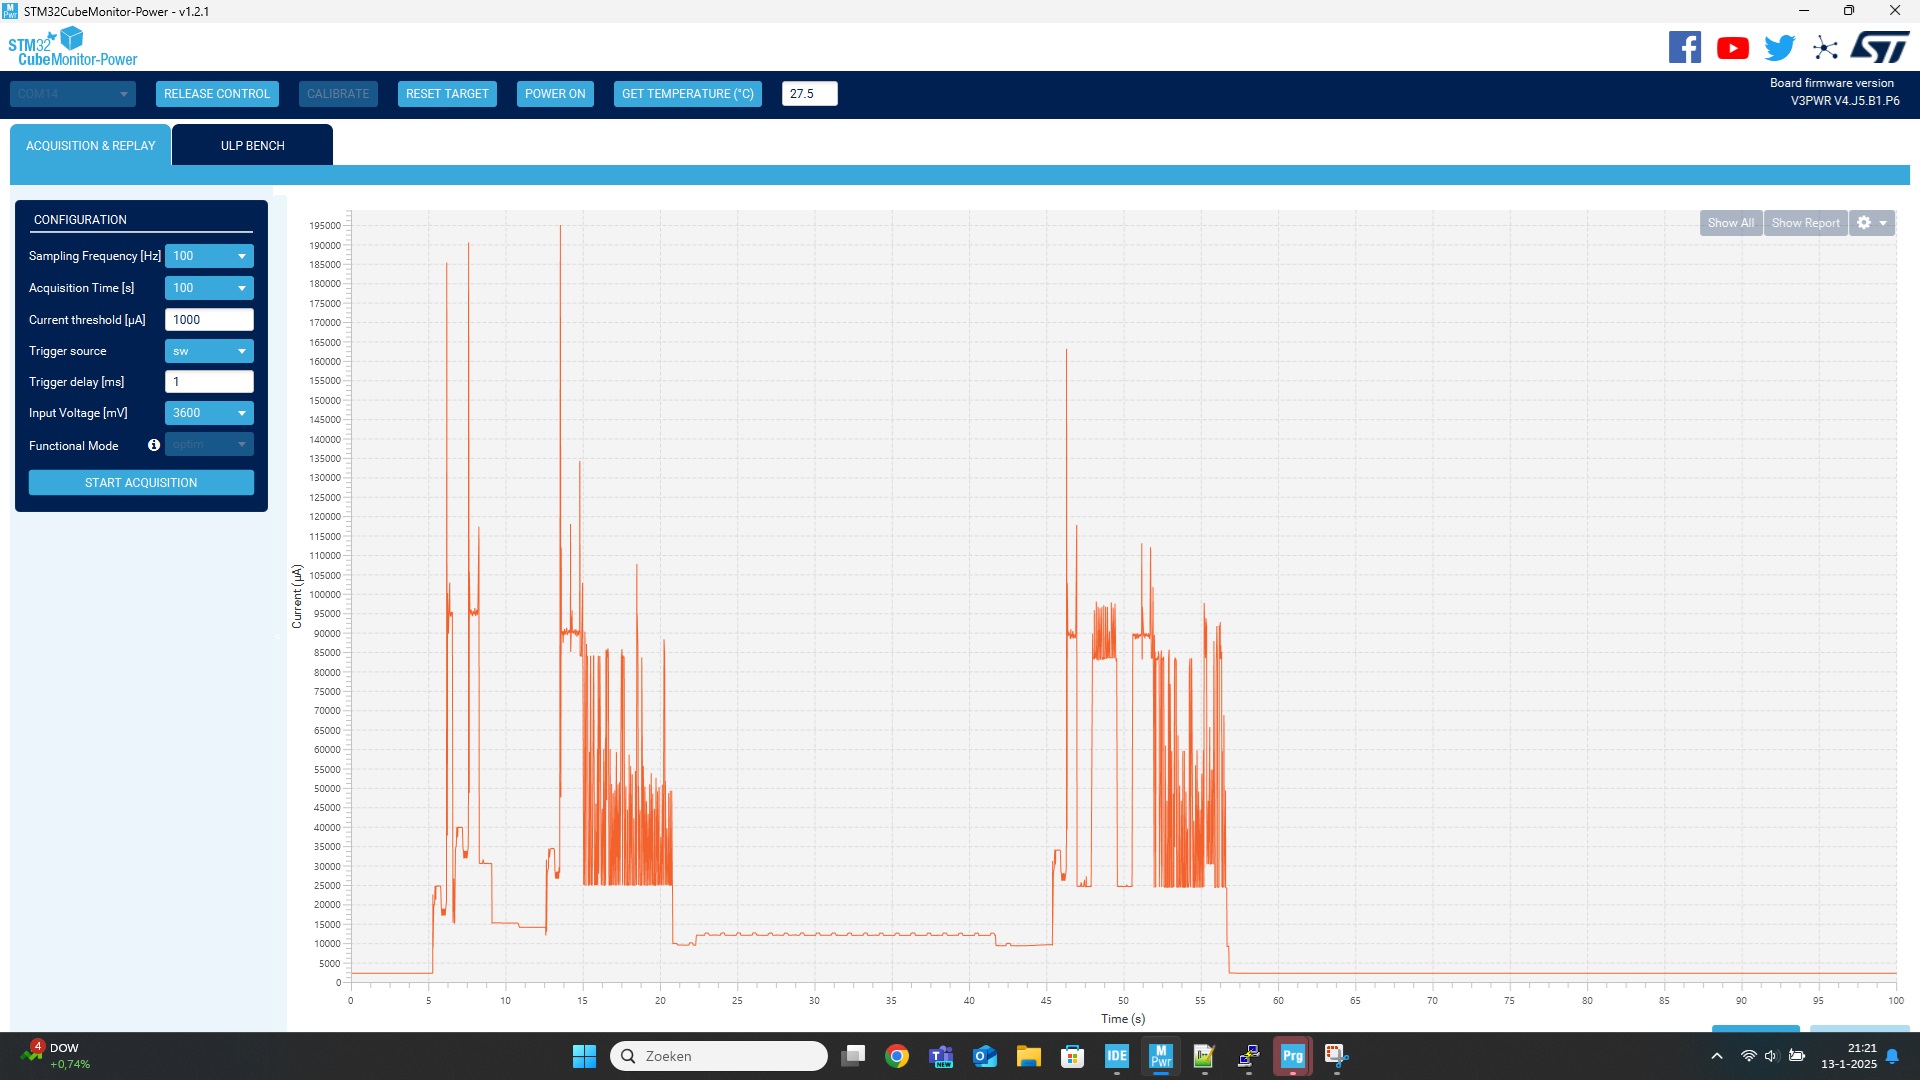 STM32CubeMonitor-Power - v1.2.1
STM32
CubeMonitor-Power
COM14
RELEASE CONTROL
CALIBRATE
RESET TARGET
POWER ON
GET TEMPERATURE (°C)
27.5
Board firmware version
V3PWR V4.J5.B1.P6
ACQUISITION & REPLAY
ULP BENCH
CONFIGURATION
Sampling Frequency [Hz] 100
Acquisition Time [s] 100
Current threshold [µA] 1000
Trigger source sw
Trigger delay [ms] 1
Input Voltage [mV] 3600
Functional Mode optim
START ACQUISITION
Show All
Show Report
Current (µA)
195000
190000
185000
180000
175000
170000
165000
160000
155000
150000
145000
140000
135000
130000
125000
120000
115000
110000
105000
100000
95000
90000
85000
80000
75000
70000
65000
60000
55000
50000
45000
40000
35000
30000
25000
20000
15000
10000
5000
0
0 5 10 15 20 25 30 35 40 45 50 55 60 65 70 75 80 85 90 95 100
Time (s)
4
DOW
+0,74%
Zoeken
NEW
IDE
M
Pwr
Prg
21:21
13-1-2025